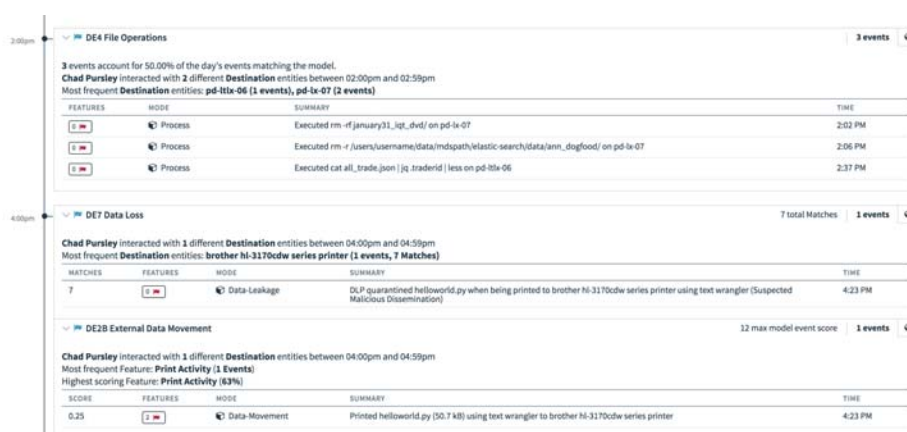 2:00pm
DE4 File Operations 3 events
3 events account for 50.00% of the day's events matching the model.
Chad Pursley interacted with 2 different Destination entities between 02:00pm and 02:59pm
Most frequent Destination entities: pd-ltlx-06 (1 events), pd-lx-07 (2 events)
FEATURES MODE SUMMARY TIME
0 Process Executed rm -rf january31_iqt_dvd/ on pd-lx-07 2:02 PM
0 Process Executed rm -r /users/username/data/mdspath/elastic-search/data/ann_dogfood/ on pd-lx-07 2:06 PM
0 Process Executed cat all_trade.json | jq .traderid | less on pd-ltlx-06 2:37 PM
4:00pm
DE7 Data Loss 7 total Matches 1 events
Chad Pursley interacted with 1 different Destination entities between 04:00pm and 04:59pm
Most frequent Destination entities: brother hl-3170cdw series printer (1 events, 7 Matches)
MATCHES FEATURES MODE SUMMARY TIME
7 0 Data-Leakage DLP quarantined helloworld.py when being printed to brother hl-3170cdw series printer using text wrangler (Suspected 4:23 PM
Malicious Dissemination)
DE2B External Data Movement 12 max model event score 1 events
Chad Pursley interacted with 1 different Destination entities between 04:00pm and 04:59pm
Most frequent Feature: Print Activity (1 Events)
Highest scoring Feature: Print Activity (63%)
SCORE FEATURES MODE SUMMARY TIME
0.25 2 Data-Movement Printed helloworld.py (50.7 kB) using text wrangler to brother hl-3170cdw series printer 4:23 PM